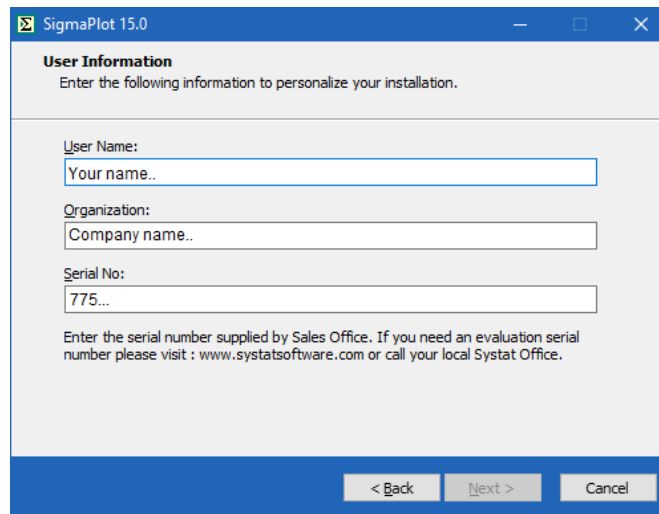 SigmaPlot 15.0
User Information
Enter the following information to personalize your installation.
User Name:
Your name..
Organization:
Company name..
Serial No:
775...
Enter the serial number supplied by Sales Office. If you need an evaluation serial
number please visit : www.systatsoftware.com or call your local Systat Office.
< Back Next > Cancel